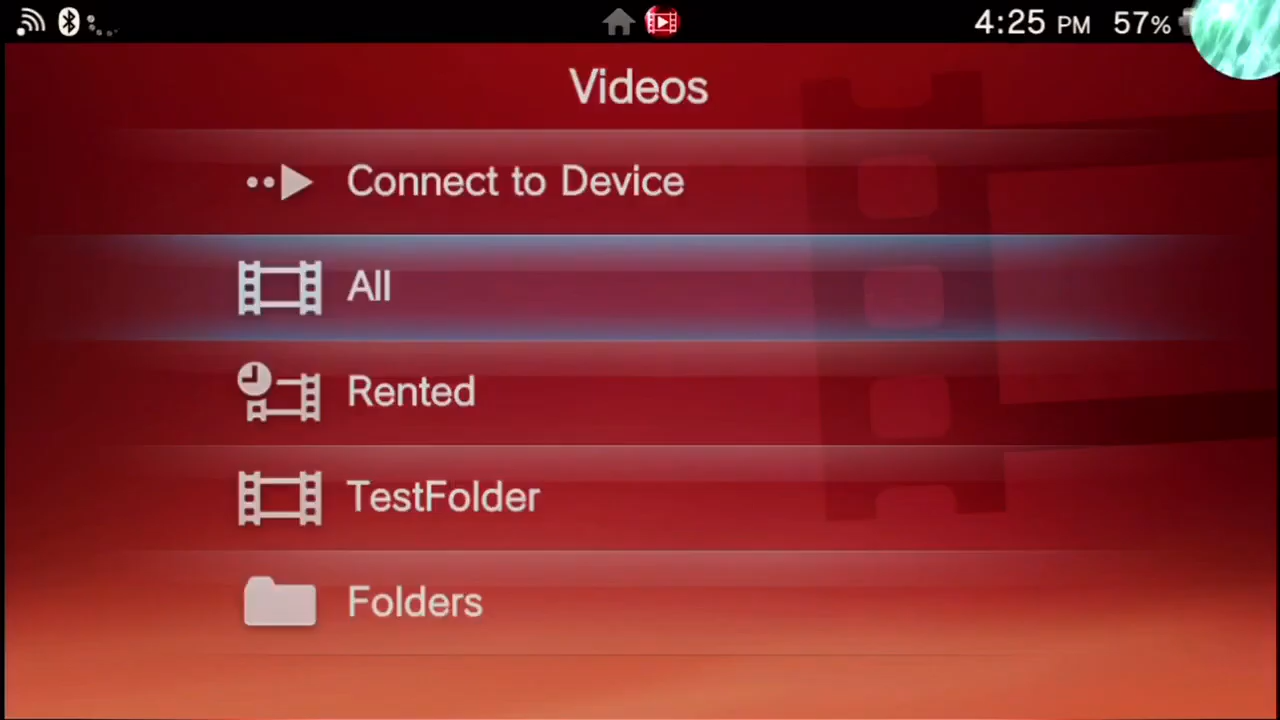 4:25 PM 57%
Videos
Connect to Device
All
Rented
TestFolder
Folders